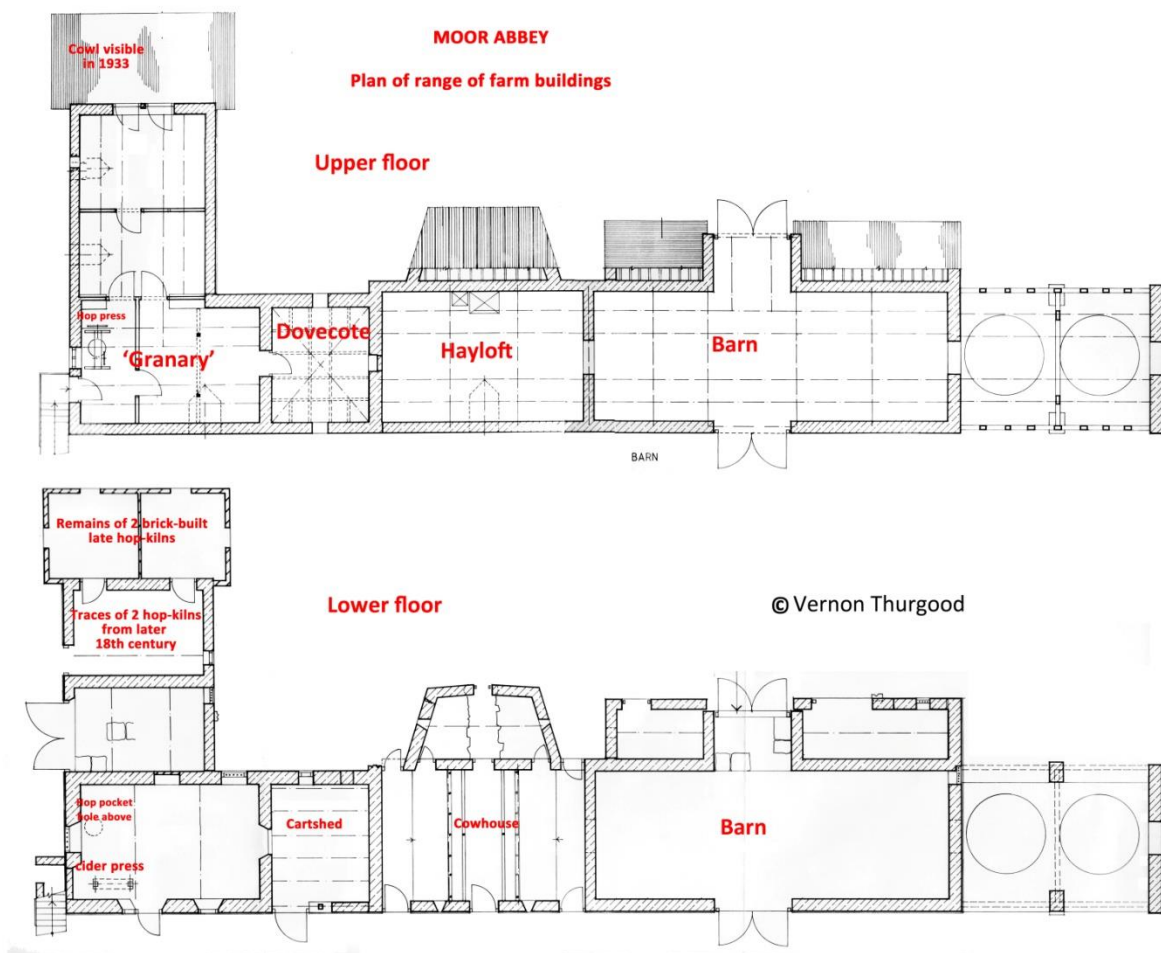 Cowl visible
in 1933
MOOR ABBEY
Plan of range of farm buildings
Upper floor
Hop press
'Granary'
Dovecote
Hayloft
Barn
BARN
Remains of 2 brick-built
late hop-kilns
Traces of 2 hop-kilns
from later
18th century
Lower floor
© Vernon Thurgood
Hop pocket
hole above
cider press
Cartshed
Cowhouse
Barn